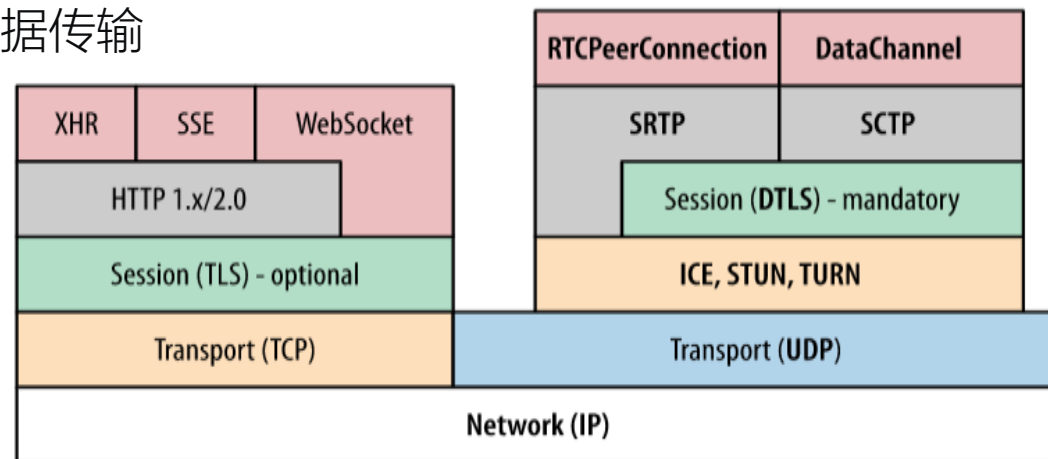 据传输
RTCPeerConnection DataChannel
XHR SSE WebSocket
SRTP SCTP
HTTP 1.x/2.0
Session (DTLS) - mandatory
Session (TLS) - optional
ICE, STUN, TURN
Transport (TCP)
Transport (UDP)
Network (IP)